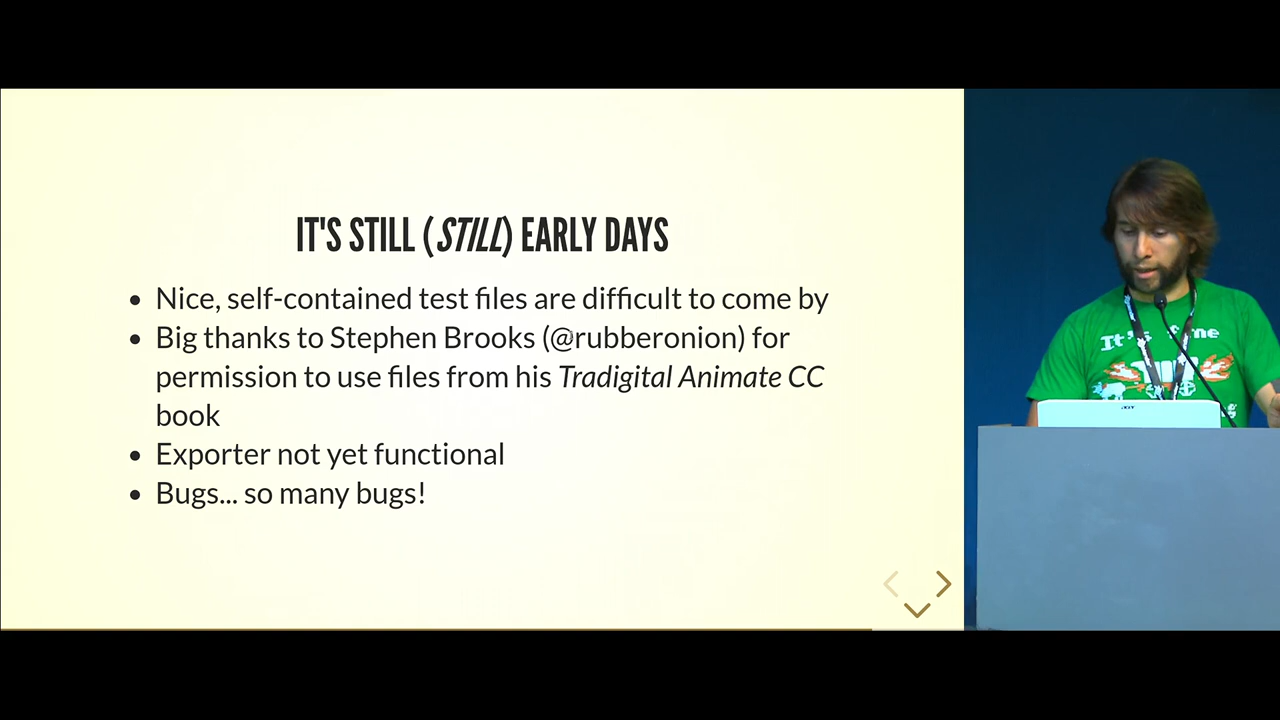 IT'S STILL (STILL) EARLY DAYS
Nice, self-contained test files are difficult to come by
Big thanks to Stephen Brooks (@rubberonion) for
permission to use files from his Tradigital Animate CC
book
Exporter not yet functional
Bugs... so many bugs!
It's